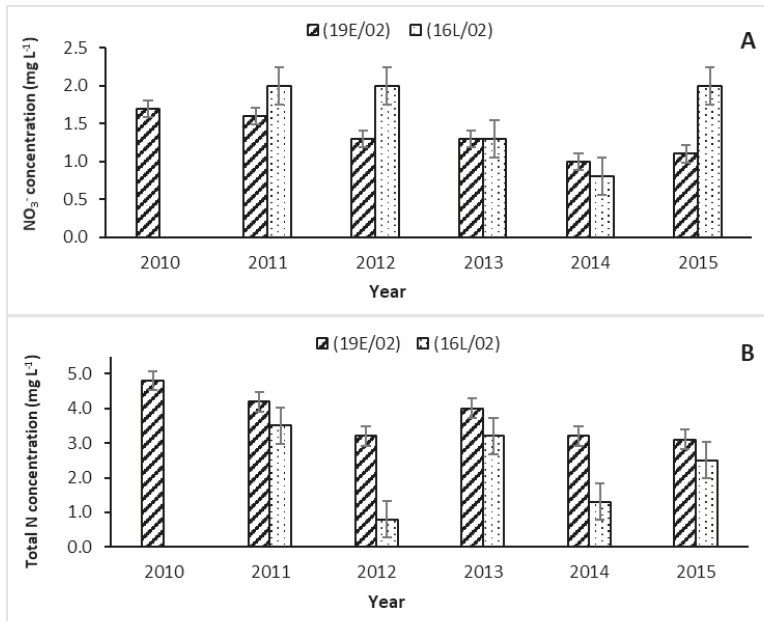 (19E/02) (16L/02)
A
NO₃⁻ concentration (mg L⁻¹)
2.5
2.0
1.5
1.0
0.5
0.0
2010 2011 2012 2013 2014 2015
Year
(19E/02) (16L/02)
B
Total N concentration (mg L⁻¹)
5.0
4.0
3.0
2.0
1.0
0.0
2010 2011 2012 2013 2014 2015
Year